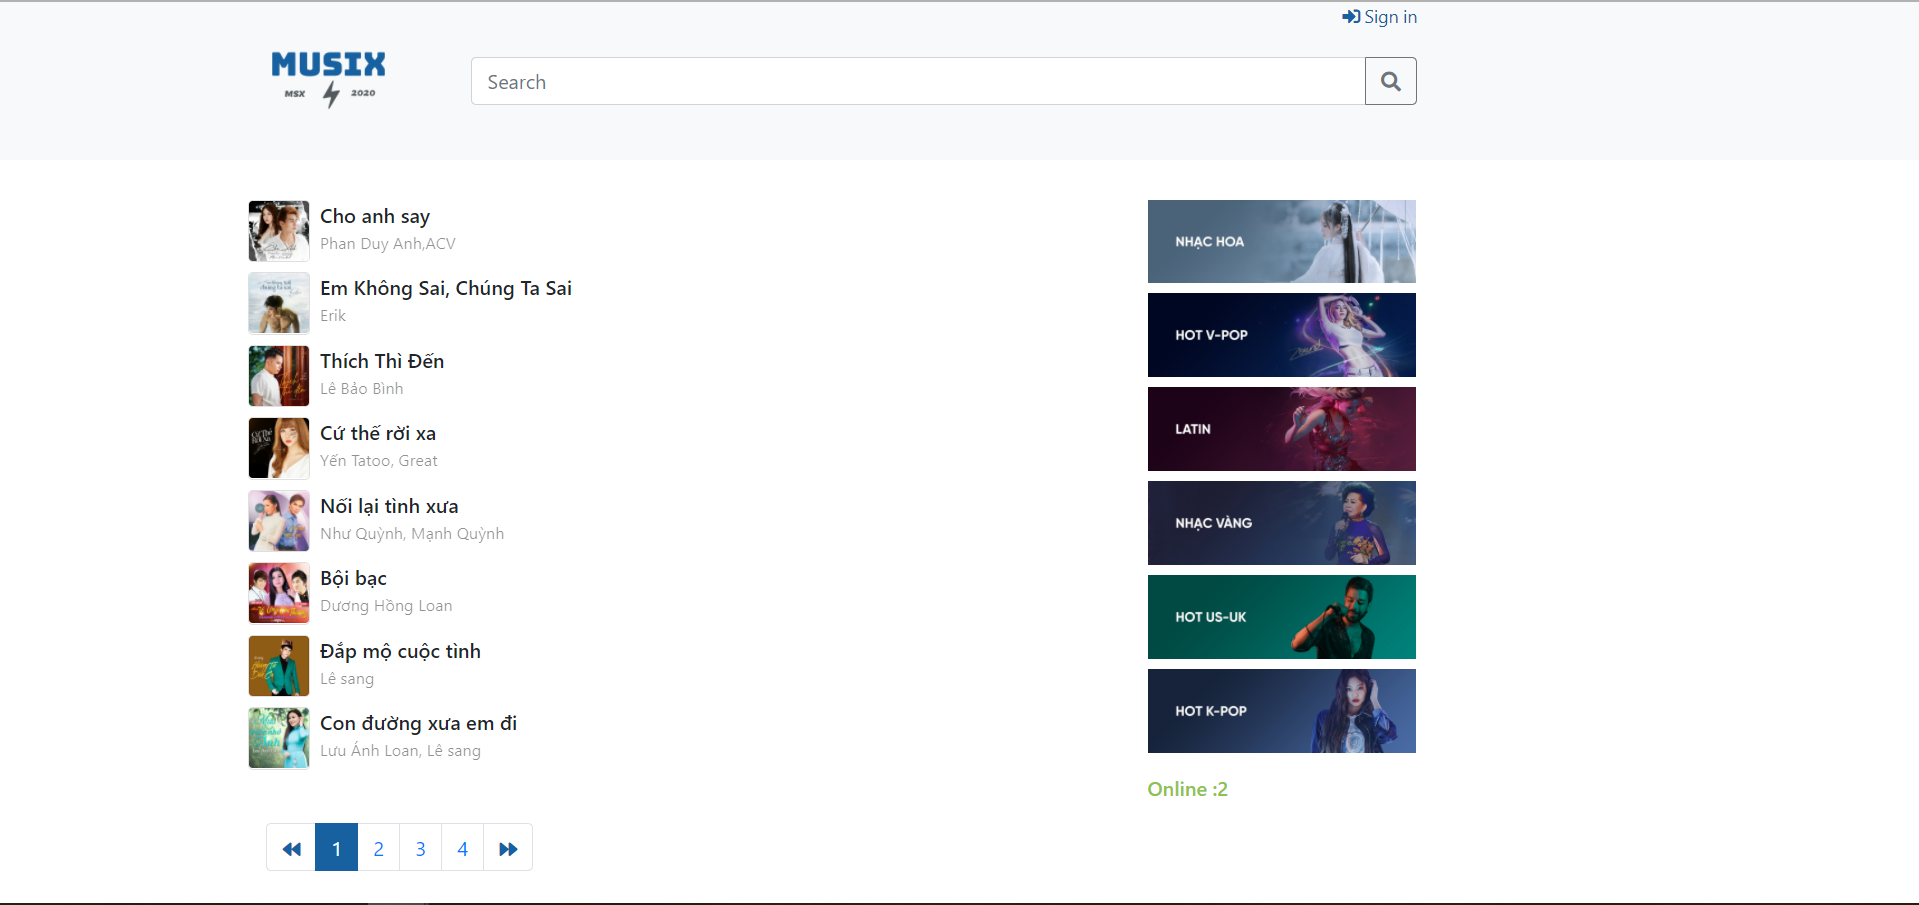 Sign in
MUSIX
MSX 2020
Search
Cho anh say
Phan Duy Anh,ACV
Em Không Sai, Chúng Ta Sai
Erik
Thích Thì Đến
Lê Bảo Bình
Cứ thế rời xa
Yến Tatoo, Great
Nối lại tình xưa
Như Quỳnh, Mạnh Quỳnh
Bội bạc
Dương Hồng Loan
Đắp mộ cuộc tình
Lê sang
Con đường xưa em đi
Lưu Ánh Loan, Lê sang
1 2 3 4
NHẠC HOA
HOT V-POP
LATIN
NHẠC VÀNG
HOT US-UK
HOT K-POP
Online :2